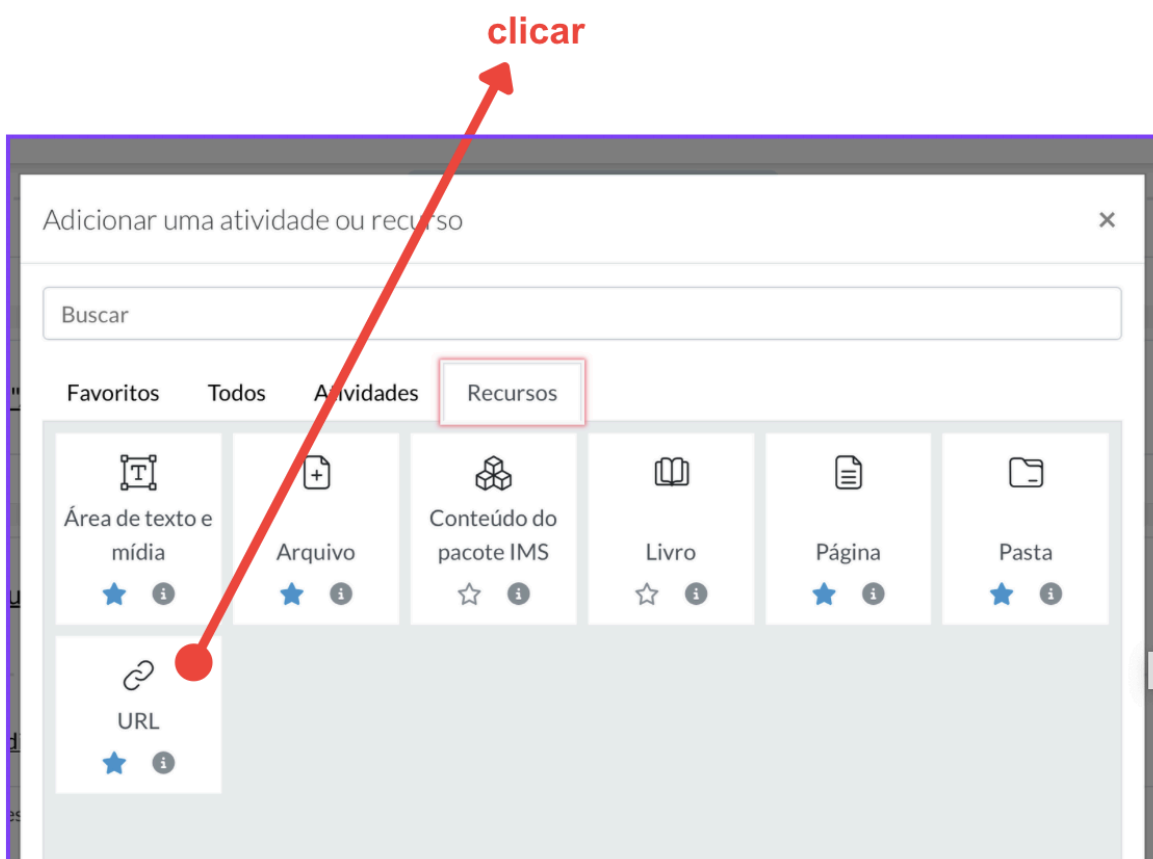 clicar
Adicionar uma atividade ou recurso ×
Buscar
Favoritos Todos Atividades Recursos
Área de texto e
mídia
Arquivo
Conteúdo do
pacote IMS
Livro
Página
Pasta
URL